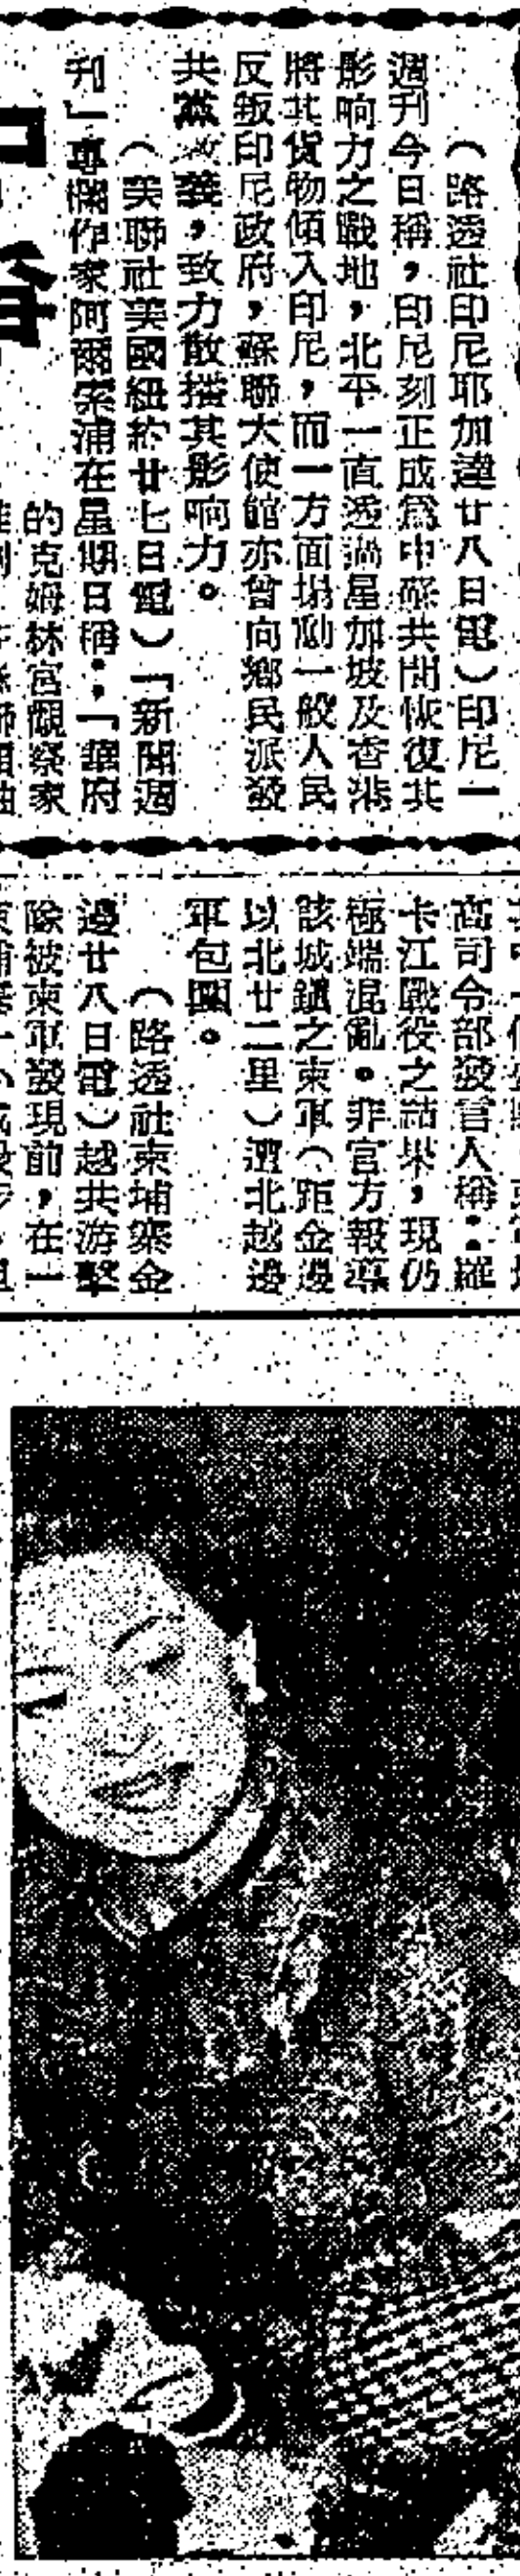 （路透社印尼耶加達廿八日電）印尼一
週刊今日稱，印尼刻正成爲中蘇共間恢復其
影响力之戰地，北平一直透過星加坡及香港
將其貨物傾入印尼，而一方面煽動一般人民
反叛印尼政府，蘇聯大使館亦曾向鄉民派發
共黨 義，致力散播其影响力。
（美聯社美國紐約廿七日電）「新聞週
刊」專欄作家阿爾索浦在星期日稱：，「華府
的克姆林宮觀察家
高司令部發言人稱：羅
卡江戰役之結果，現仍
極端混亂。非官方報導
該城鎮之柬軍（距金邊
以北廿二里）遭北越邊
軍包圍。
（路透社柬埔寨金
邊廿八日電）越共游擊
隊被柬軍發現前，在一